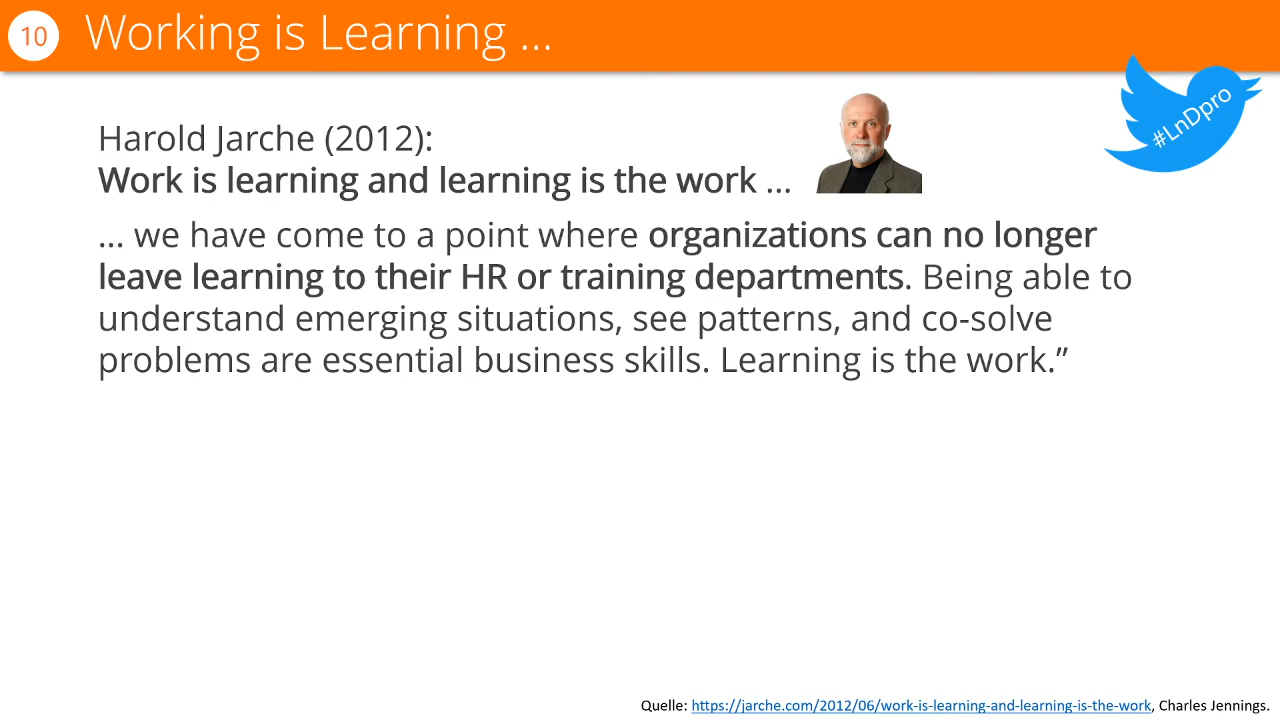 10 Working is Learning ...
#LnDpro
Harold Jarche (2012):
Work is learning and learning is the work ...
... we have come to a point where organizations can no longer
leave learning to their HR or training departments. Being able to
understand emerging situations, see patterns, and co-solve
problems are essential business skills. Learning is the work.”
Quelle: https://jarche.com/2012/06/work-is-learning-and-learning-is-the-work, Charles Jennings.